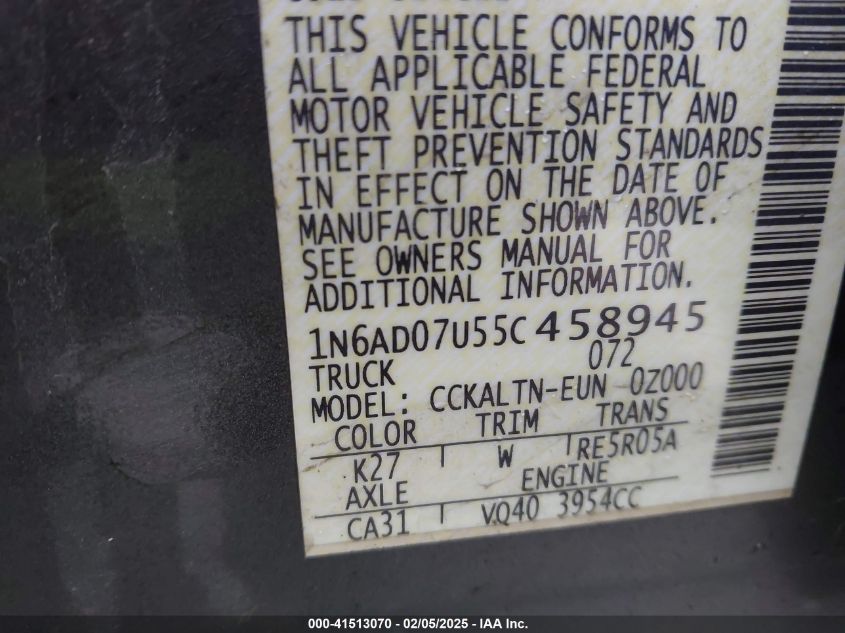 THIS VEHICLE CONFORMS TO
ALL APPLICABLE FEDERAL
MOTOR VEHICLE SAFETY AND
THEFT PREVENTION STANDARDS
IN EFFECT ON THE DATE OF
MANUFACTURE SHOWN ABOVE.
SEE OWNERS MANUAL FOR
ADDITIONAL INFORMATION.
1N6AD07U55C458945
TRUCK 072
MODEL: CCKALTN-EUN 0Z000
COLOR TRIM TRANS
K27 W RE5R05A
AXLE ENGINE
CA31 VQ40 3954CC
000-41513070 - 02/05/2025 - IAA Inc.